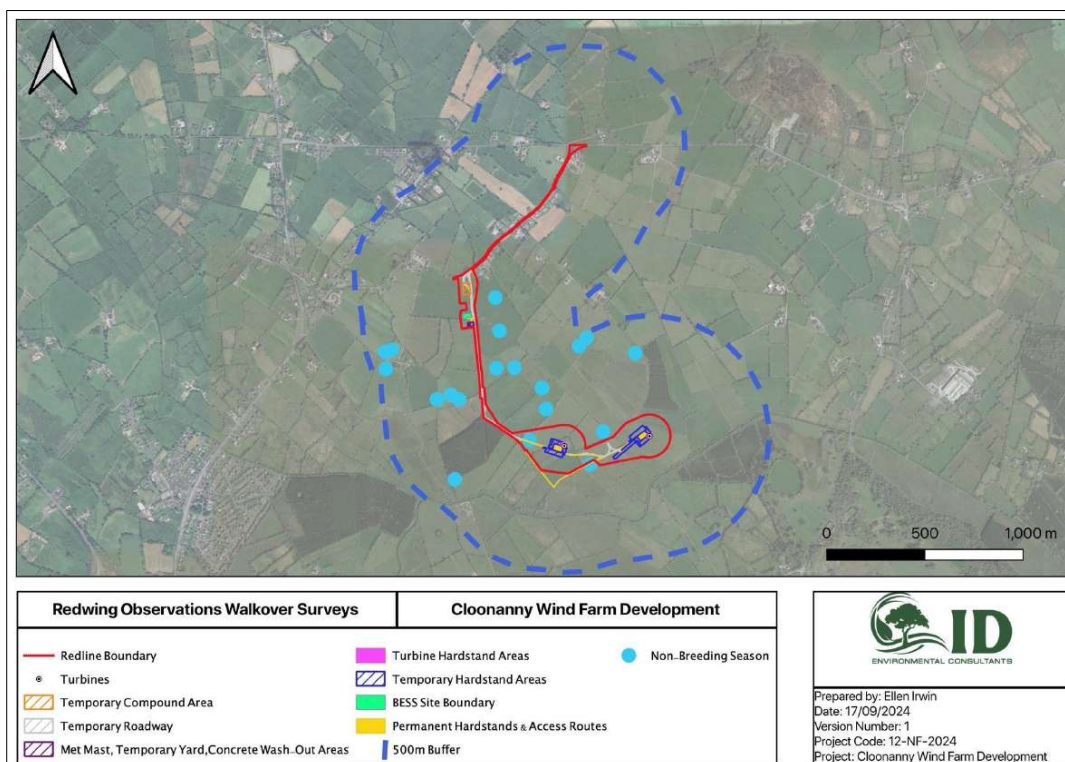 0 500 1,000 m
Redwing Observations Walkover Surveys
Cloonanny Wind Farm Development
Redline Boundary
Turbines
Temporary Compound Area
Temporary Roadway
Met Mast, Temporary Yard,Concrete Wash-Out Areas
Turbine Hardstand Areas
Temporary Hardstand Areas
BESS Site Boundary
Permanent Hardstands & Access Routes
500m Buffer
Non-Breeding Season
ID
ENVIRONMENTAL CONSULTANTS
Prepared by: Ellen Irwin
Date: 17/09/2024
Version Number: 1
Project Code: 12-NF-2024
Project: Cloonanny Wind Farm Development